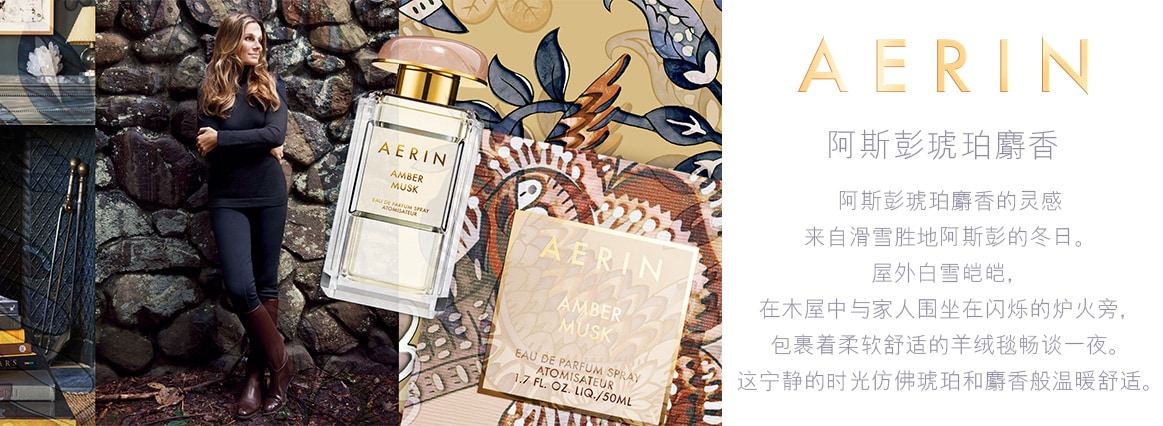 AERIN
AMBER
MUSK
EAU DE PARFUM SPRAY
ATOMISATEUR
AERIN
AMBER
MUSK
EAU DE PARFUM SPRAY
ATOMISATEUR
1.7 FL. OZ. LIQ./50ML
AERIN
阿斯彭琥珀麝香
阿斯彭琥珀麝香的灵感
来自滑雪胜地阿斯彭的冬日。
屋外白雪皑皑，
在木屋中与家人围坐在闪烁的炉火旁，
包裹着柔软舒适的羊绒毯畅谈一夜。
这宁静的时光仿佛琥珀和麝香般温暖舒适。